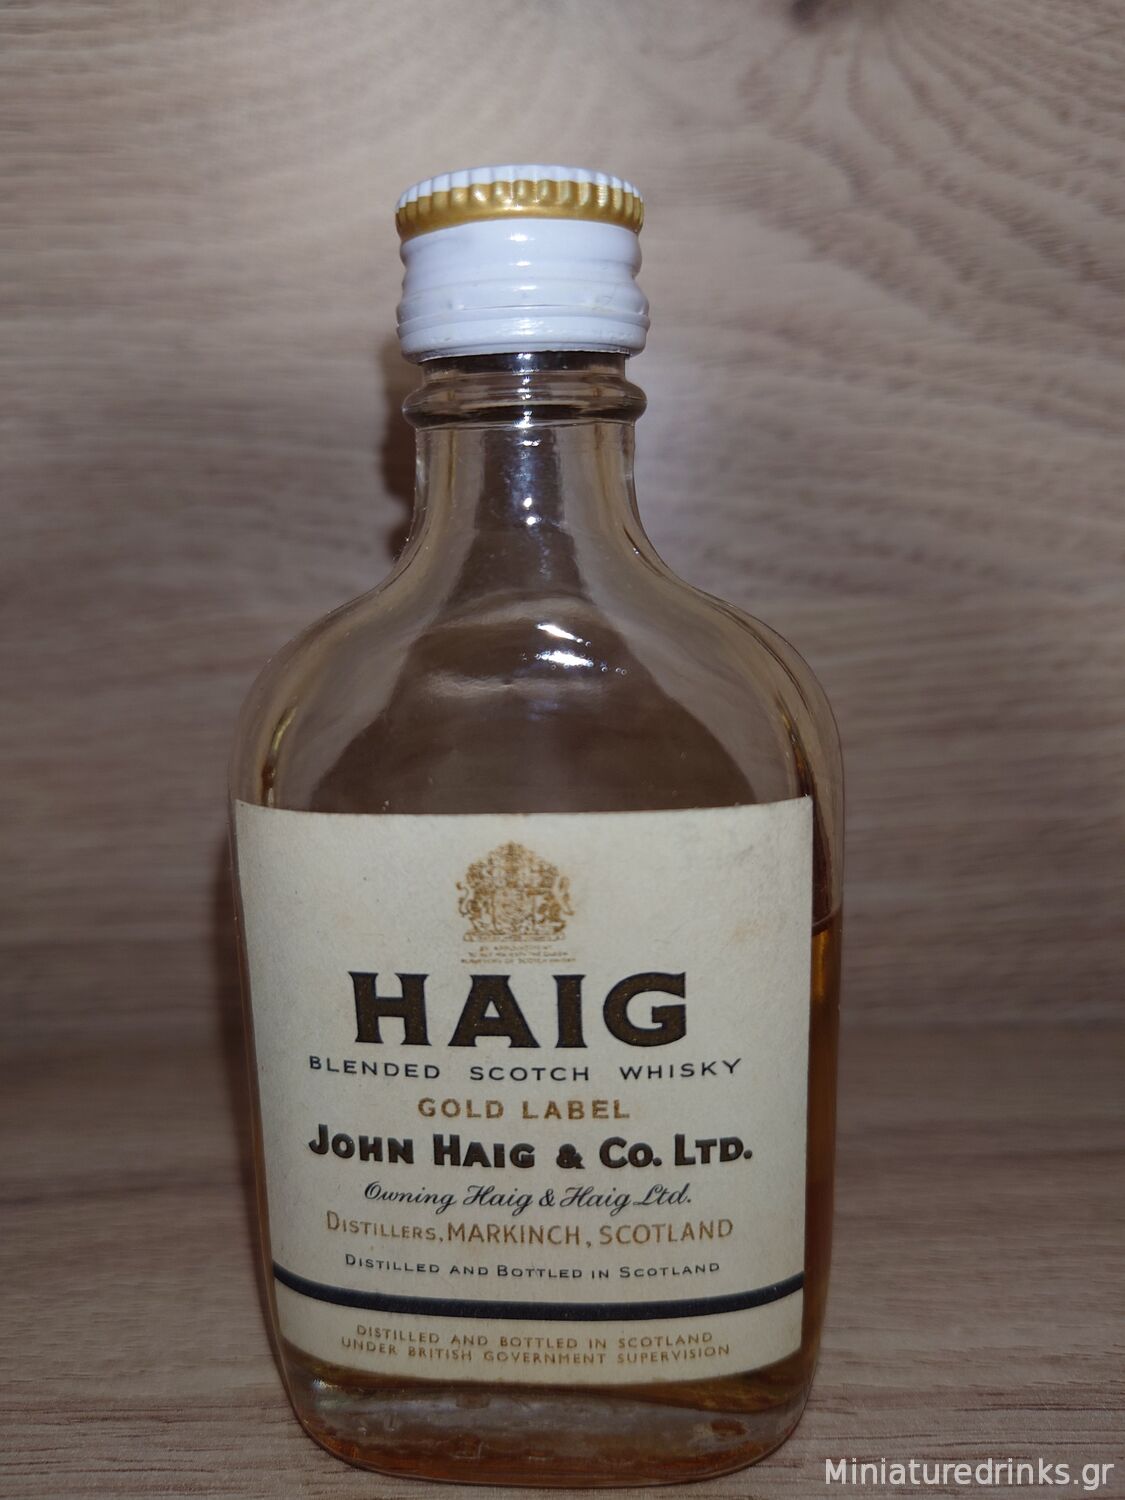 HAIG
BLENDED SCOTCH WHISKY
GOLD LABEL
JOHN HAIG & CO. LTD.
Owning Haig & Haig Ltd.
DISTILLERS, MARKINCH, SCOTLAND
DISTILLED AND BOTTLED IN SCOTLAND
DISTILLED AND BOTTLED IN SCOTLAND
UNDER BRITISH GOVERNMENT SUPERVISION
Miniaturedrinks.gr